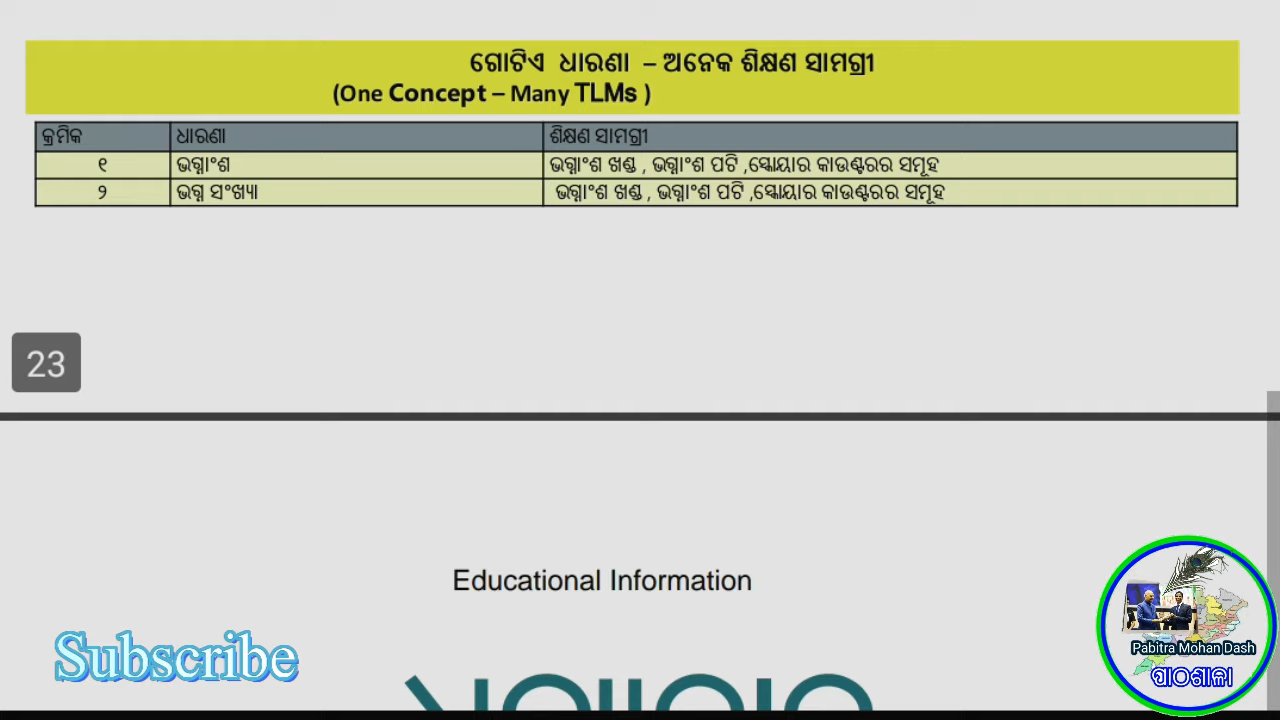 ଗୋଟିଏ ଧାରଣା – ଅନେକ ଶିକ୍ଷଣ ସାମଗ୍ରୀ
(One Concept – Many TLMs )
କ୍ରମିକ ଧାରଣା ଶିକ୍ଷଣ ସାମଗ୍ରୀ
୧ ଭଗ୍ନାଂଶ ଭଗ୍ନାଂଶ ଖଣ୍ଡ , ଭଗ୍ନାଂଶ ପଟି ,ସ୍କୋୟାର କାଉଣ୍ଟରର ସମୂହ
୨ ଭଗ୍ନ ସଂଖ୍ୟା ଭଗ୍ନାଂଶ ଖଣ୍ଡ , ଭଗ୍ନାଂଶ ପଟି ,ସ୍କୋୟାର କାଉଣ୍ଟରର ସମୂହ
23
Educational Information
Subscribe
Pabitra Mohan Dash
ପାଠଶାଳା